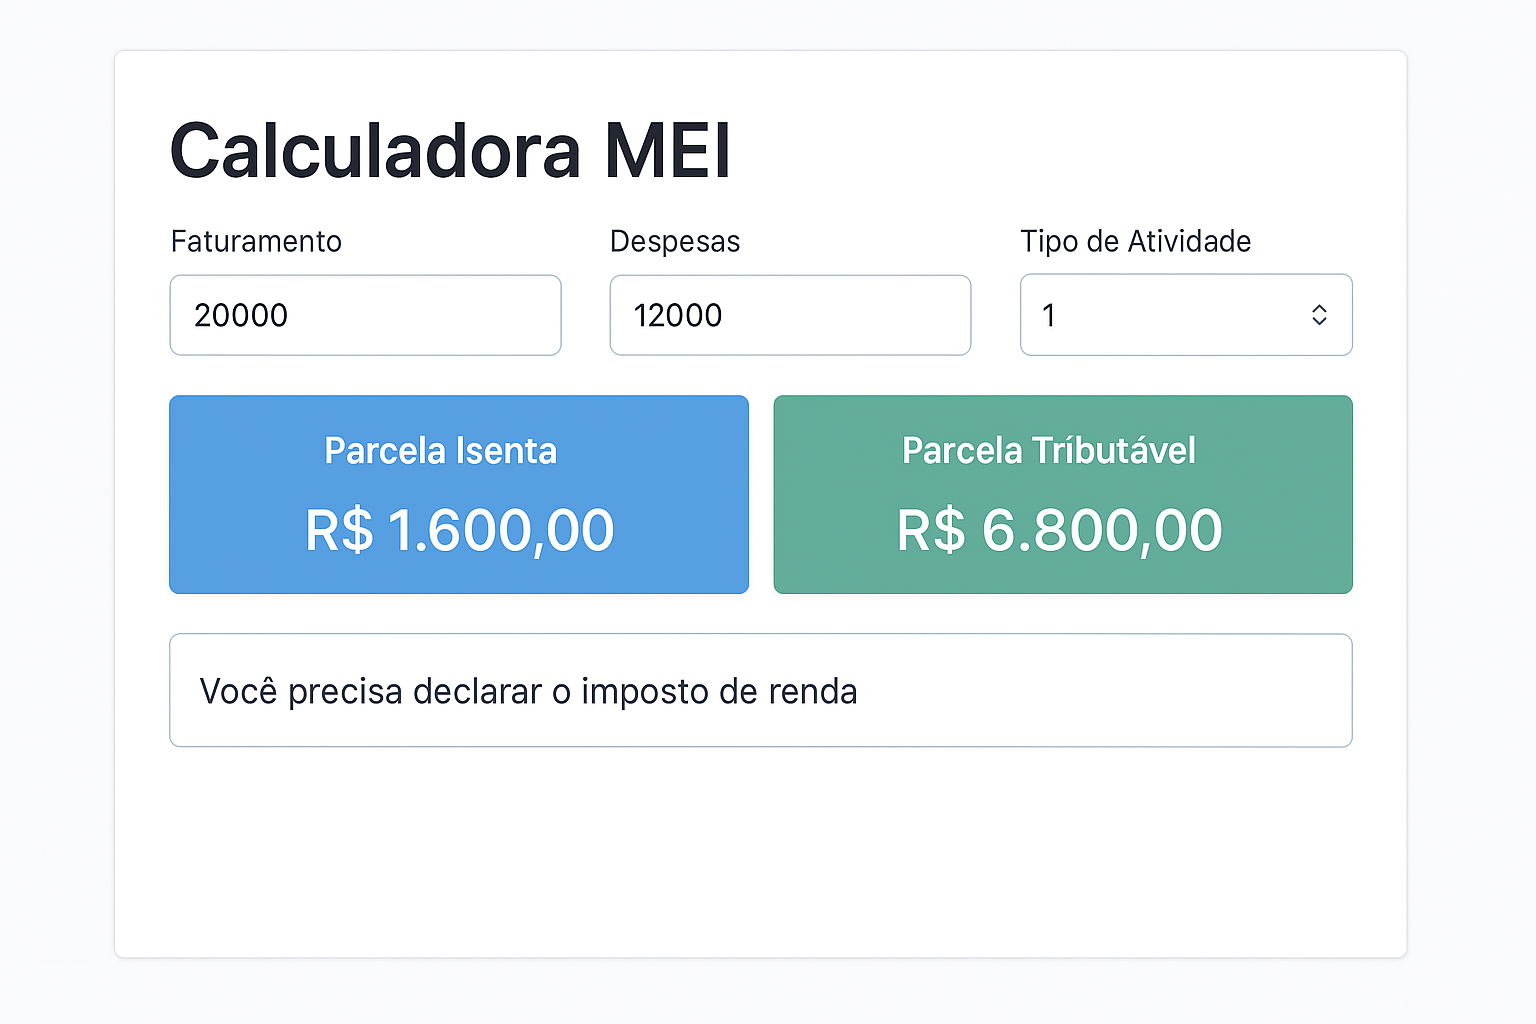 Calculadora MEI
Faturamento
Despesas
Tipo de Atividade
20000
12000
1
Parcela Isenta
Parcela Tríbutável
R$ 1.600,00
R$ 6.800,00
Você precisa declarar o imposto de renda